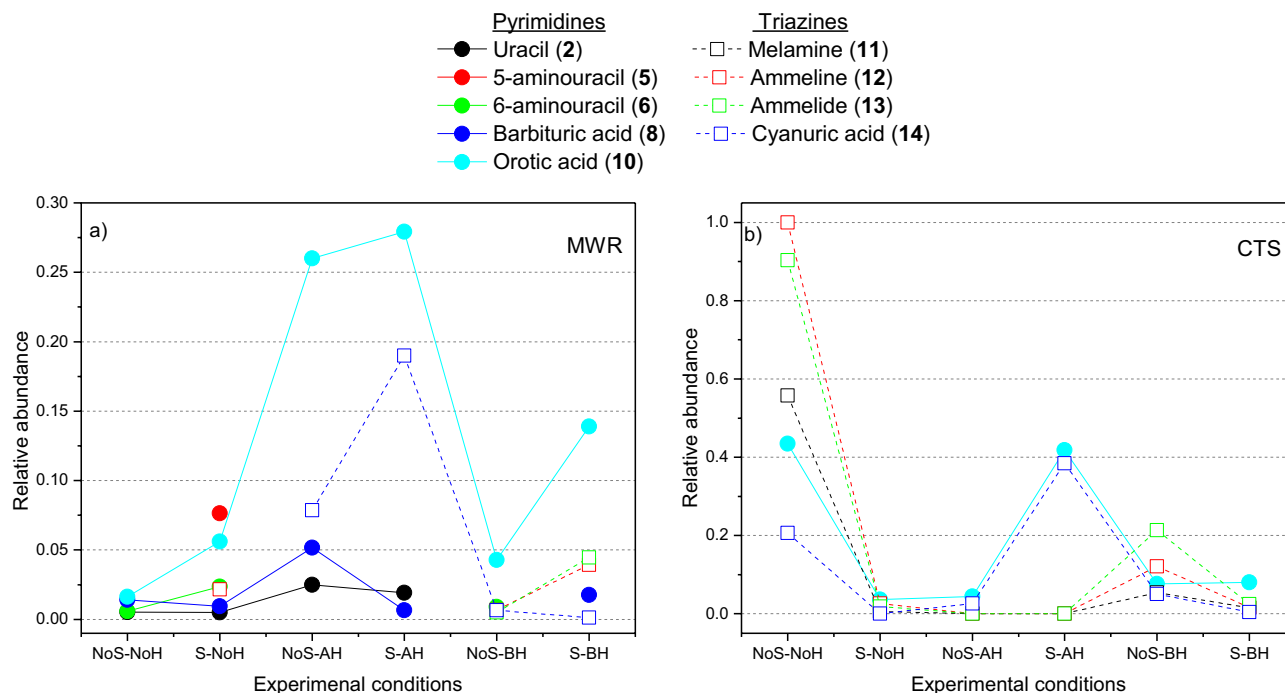 Pyrimidines Triazines
Uracil (2) Melamine (11)
5-aminouracil (5) Ammeline (12)
6-aminouracil (6) Ammelide (13)
Barbituric acid (8) Cyanuric acid (14)
Orotic acid (10)
a) MWR
0.30
0.25
0.20
0.15
0.10
0.05
0.00
Relative abundance
NoS-NoH S-NoH NoS-AH S-AH NoS-BH S-BH
Experimenal conditions
b) CTS
1.0
0.8
0.6
0.4
0.2
0.0
Relative abundance
NoS-NoH S-NoH NoS-AH S-AH NoS-BH S-BH
Experimental conditions